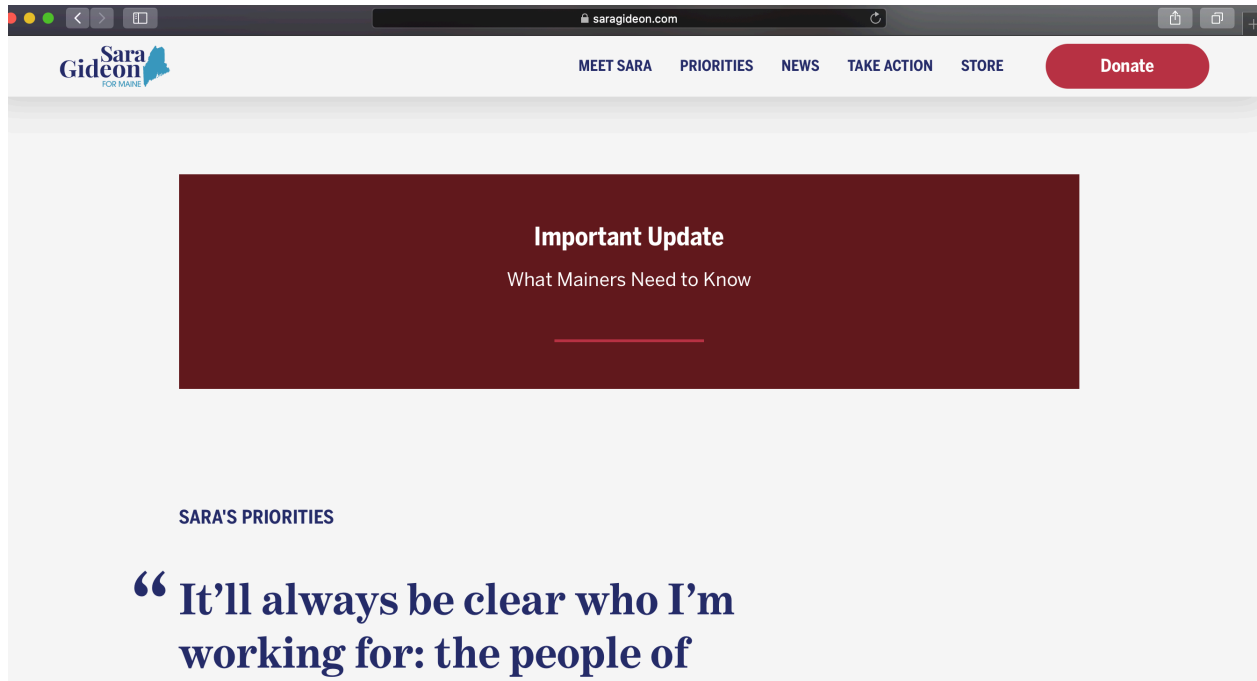 saragideon.com
Sara
Gideon
FOR MAINE
MEET SARA PRIORITIES NEWS TAKE ACTION STORE Donate
Important Update
What Mainers Need to Know
SARA'S PRIORITIES
“It’ll always be clear who I’m
working for: the people of